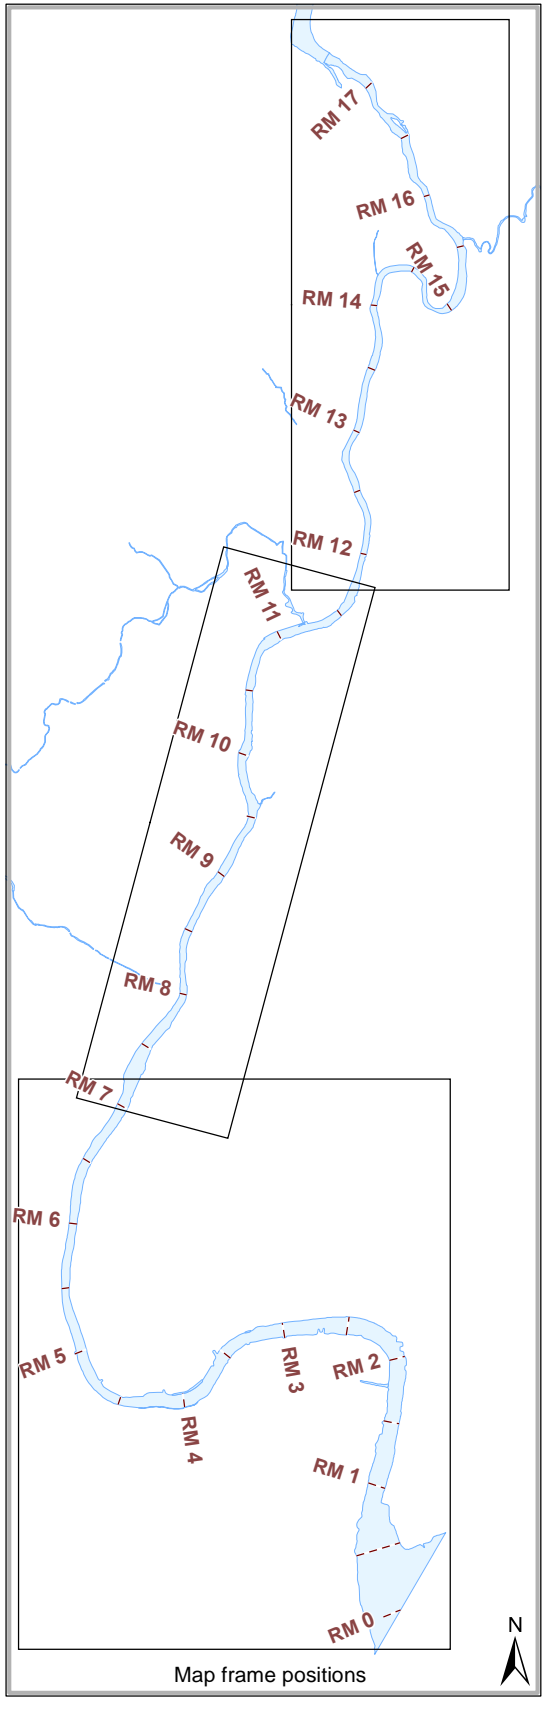 RM 17
RM 16
RM 15
RM 14
RM 13
RM 12
RM 11
RM 10
RM 9
RM 8
RM 7
RM 6
RM 5
RM 4
RM 3
RM 2
RM 1
RM 0
N
Map frame positions